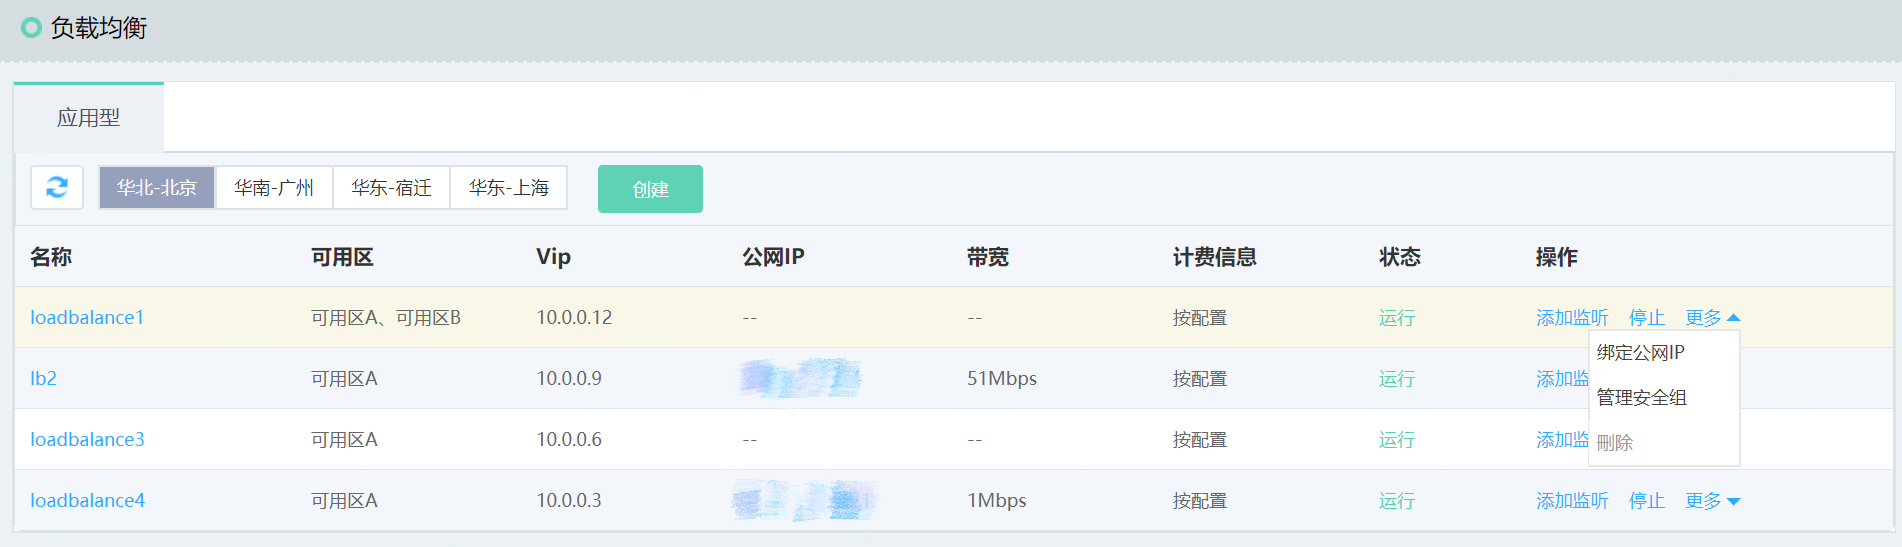 负载均衡
应用型
华北-北京 华南-广州 华东-宿迁 华东-上海 创建
名称 可用区 Vip 公网IP 带宽 计费信息 状态 操作
loadbalance1 可用区A、可用区B 10.0.0.12 -- -- 按配置 运行 添加监听 停止 更多
绑定公网IP
lb2 可用区A 10.0.0.9 51Mbps 按配置 运行 添加监
管理安全组
loadbalance3 可用区A 10.0.0.6 -- -- 按配置 运行 添加监
刪除
loadbalance4 可用区A 10.0.0.3 1Mbps 按配置 运行 添加监听 停止 更多